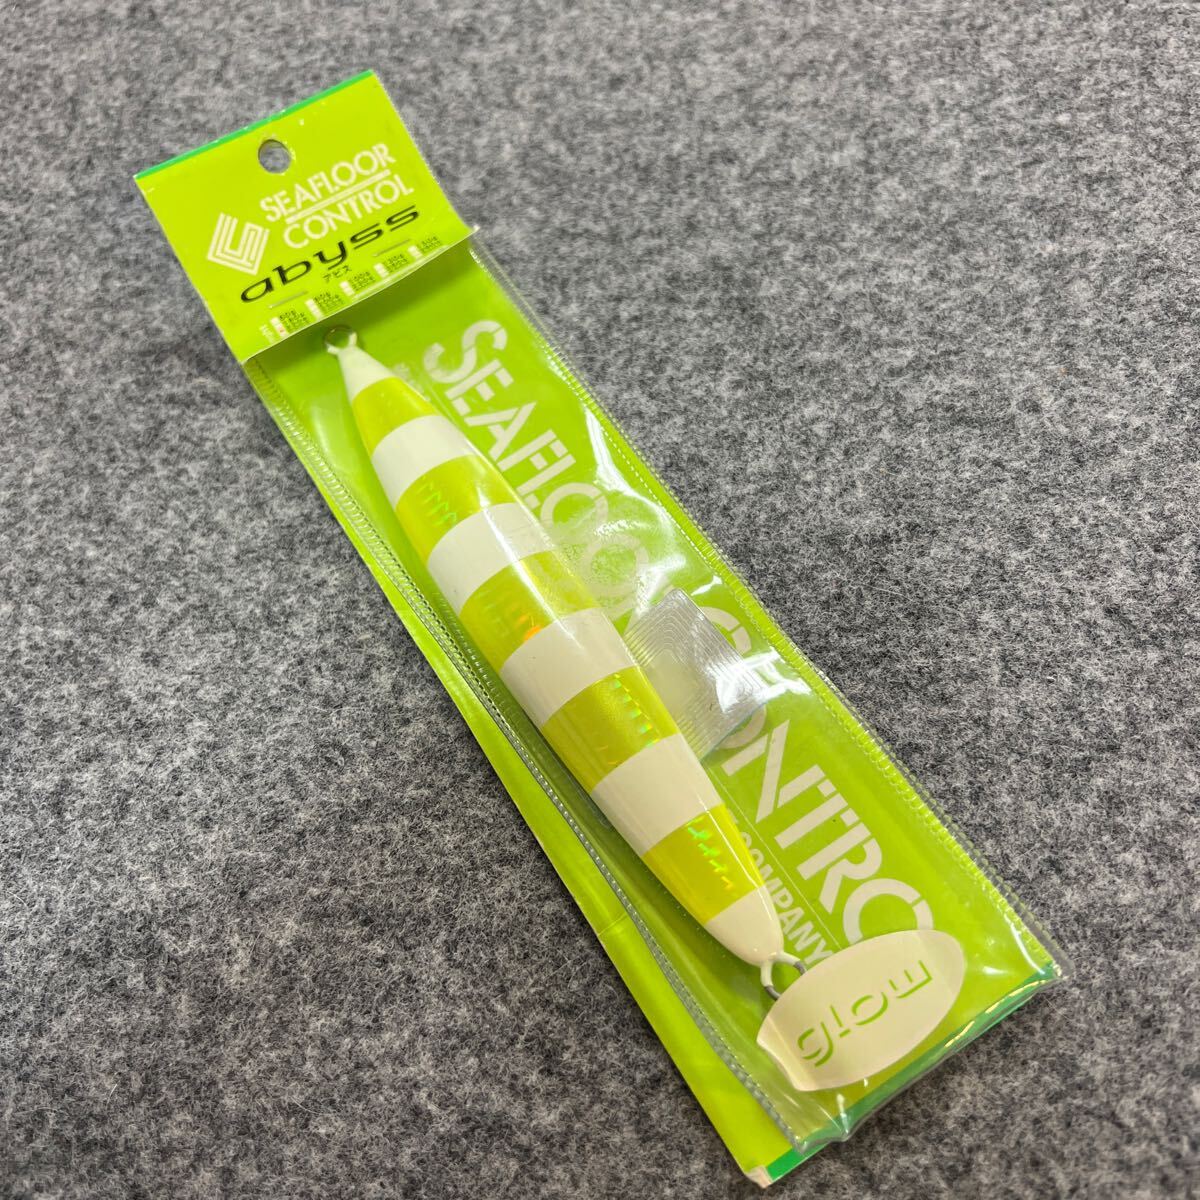 SEAFLOOR
CONTROL
abyss
アビス
SEAFLOOR CONTRO
COMPANY
glow